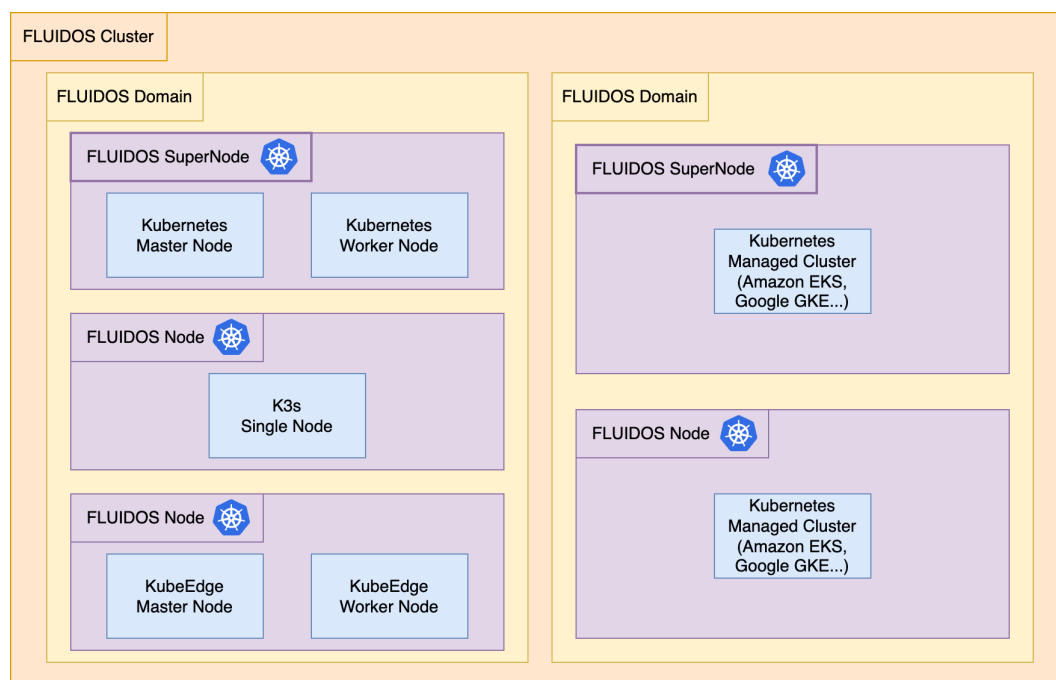 FLUIDOS Cluster
FLUIDOS Domain
FLUIDOS SuperNode
Kubernetes
Master Node
Kubernetes
Worker Node
FLUIDOS Node
K3s
Single Node
FLUIDOS Node
KubeEdge
Master Node
KubeEdge
Worker Node
FLUIDOS Domain
FLUIDOS SuperNode
Kubernetes
Managed Cluster
(Amazon EKS,
Google GKE...)
FLUIDOS Node
Kubernetes
Managed Cluster
(Amazon EKS,
Google GKE...)